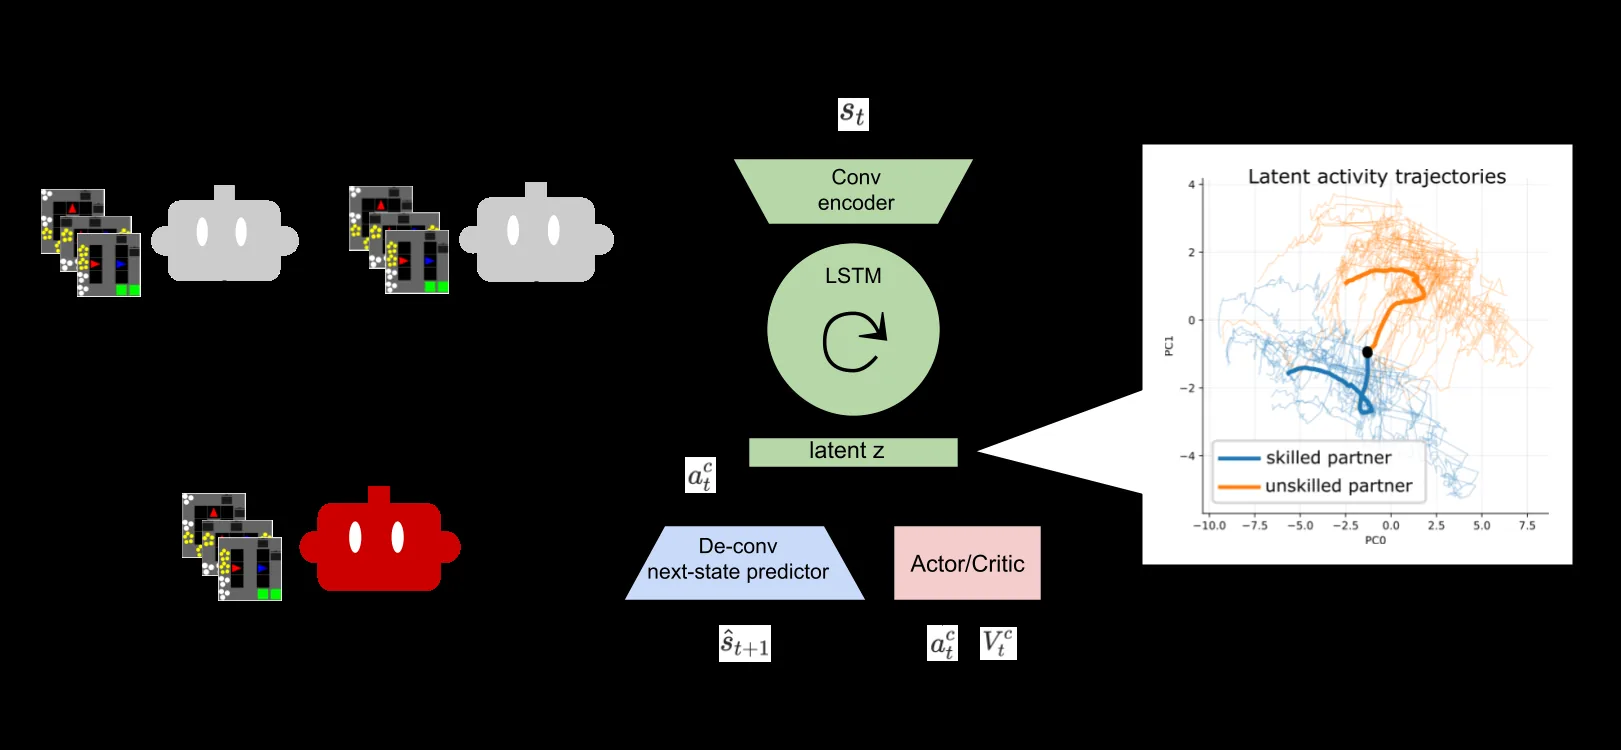 s_t
Conv
encoder
LSTM
latent z
a_t^c
De-conv
next-state predictor
Actor/Critic
ŝ_{t+1}
a_t^c
V_t^c
Latent activity trajectories
4
2
0
−2
−4
PC1
skilled partner
unskilled partner
−10.0 −7.5 −5.0 −2.5 0.0 2.5 5.0 7.5
PC0